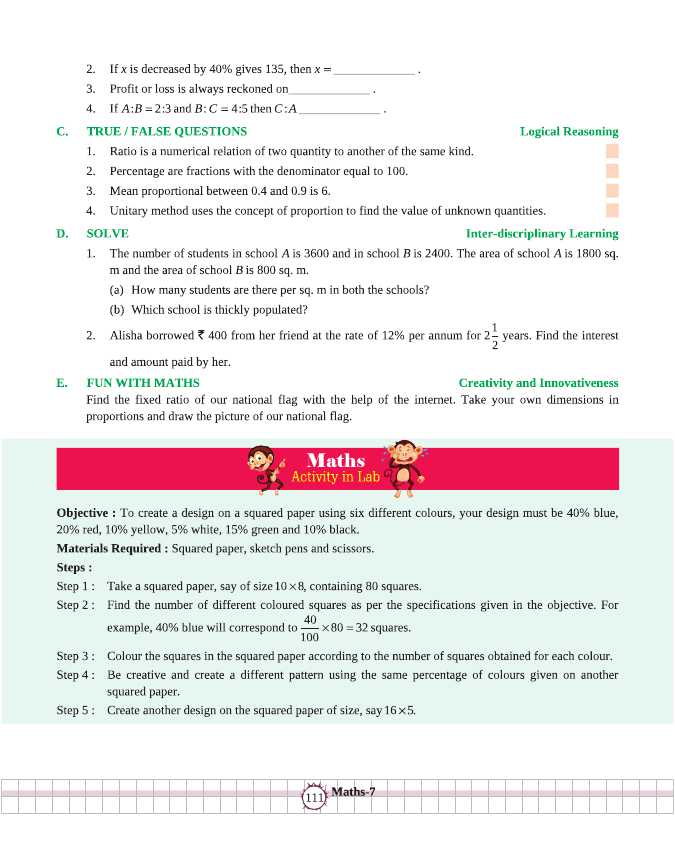 2. If x is decreased by 40% gives 135, then x = _____________ .
3. Profit or loss is always reckoned on_____________ .
4. If A:B = 2:3 and B:C = 4:5 then C:A _____________ .
C. TRUE / FALSE QUESTIONS Logical Reasoning
1. Ratio is a numerical relation of two quantity to another of the same kind.
2. Percentage are fractions with the denominator equal to 100.
3. Mean proportional between 0.4 and 0.9 is 6.
4. Unitary method uses the concept of proportion to find the value of unknown quantities.
D. SOLVE Inter-discriplinary Learning
1. The number of students in school A is 3600 and in school B is 2400. The area of school A is 1800 sq.
m and the area of school B is 800 sq. m.
(a) How many students are there per sq. m in both the schools?
(b) Which school is thickly populated?
2. Alisha borrowed ₹ 400 from her friend at the rate of 12% per annum for 2 1/2 years. Find the interest
and amount paid by her.
E. FUN WITH MATHS Creativity and Innovativeness
Find the fixed ratio of our national flag with the help of the internet. Take your own dimensions in
proportions and draw the picture of our national flag.
Maths
Activity in Lab
Objective : To create a design on a squared paper using six different colours, your design must be 40% blue,
20% red, 10% yellow, 5% white, 15% green and 10% black.
Materials Required : Squared paper, sketch pens and scissors.
Steps :
Step 1 : Take a squared paper, say of size 10 × 8, containing 80 squares.
Step 2 : Find the number of different coloured squares as per the specifications given in the objective. For
example, 40% blue will correspond to 40/100 × 80 = 32 squares.
Step 3 : Colour the squares in the squared paper according to the number of squares obtained for each colour.
Step 4 : Be creative and create a different pattern using the same percentage of colours given on another
squared paper.
Step 5 : Create another design on the squared paper of size, say 16 × 5.
111 Maths-7